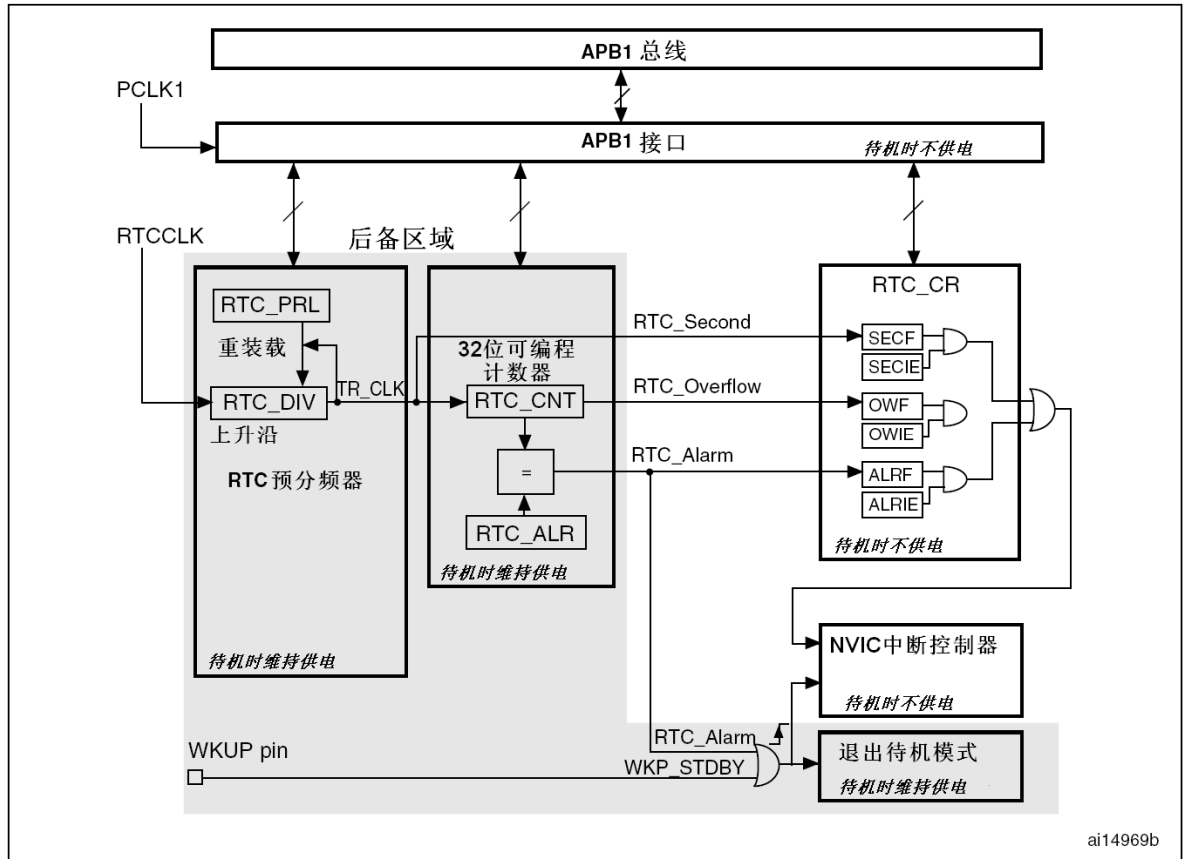 APB1 总线
PCLK1
APB1 接口
待机时不供电
RTCCLK
后备区域
RTC_CR
RTC_PRL
RTC_Second
重装载
32位可编程
计数器
SECF
SECIE
TR_CLK
RTC_DIV
RTC_CNT
RTC_Overflow
OWF
OWIE
上升沿
RTC_Alarm
RTC预分频器
=
ALRF
ALRIE
RTC_ALR
待机时不供电
待机时维持供电
NVIC中断控制器
待机时维持供电
待机时不供电
RTC_Alarm
WKUP pin
WKP_STDBY
退出待机模式
待机时维持供电
ai14969b